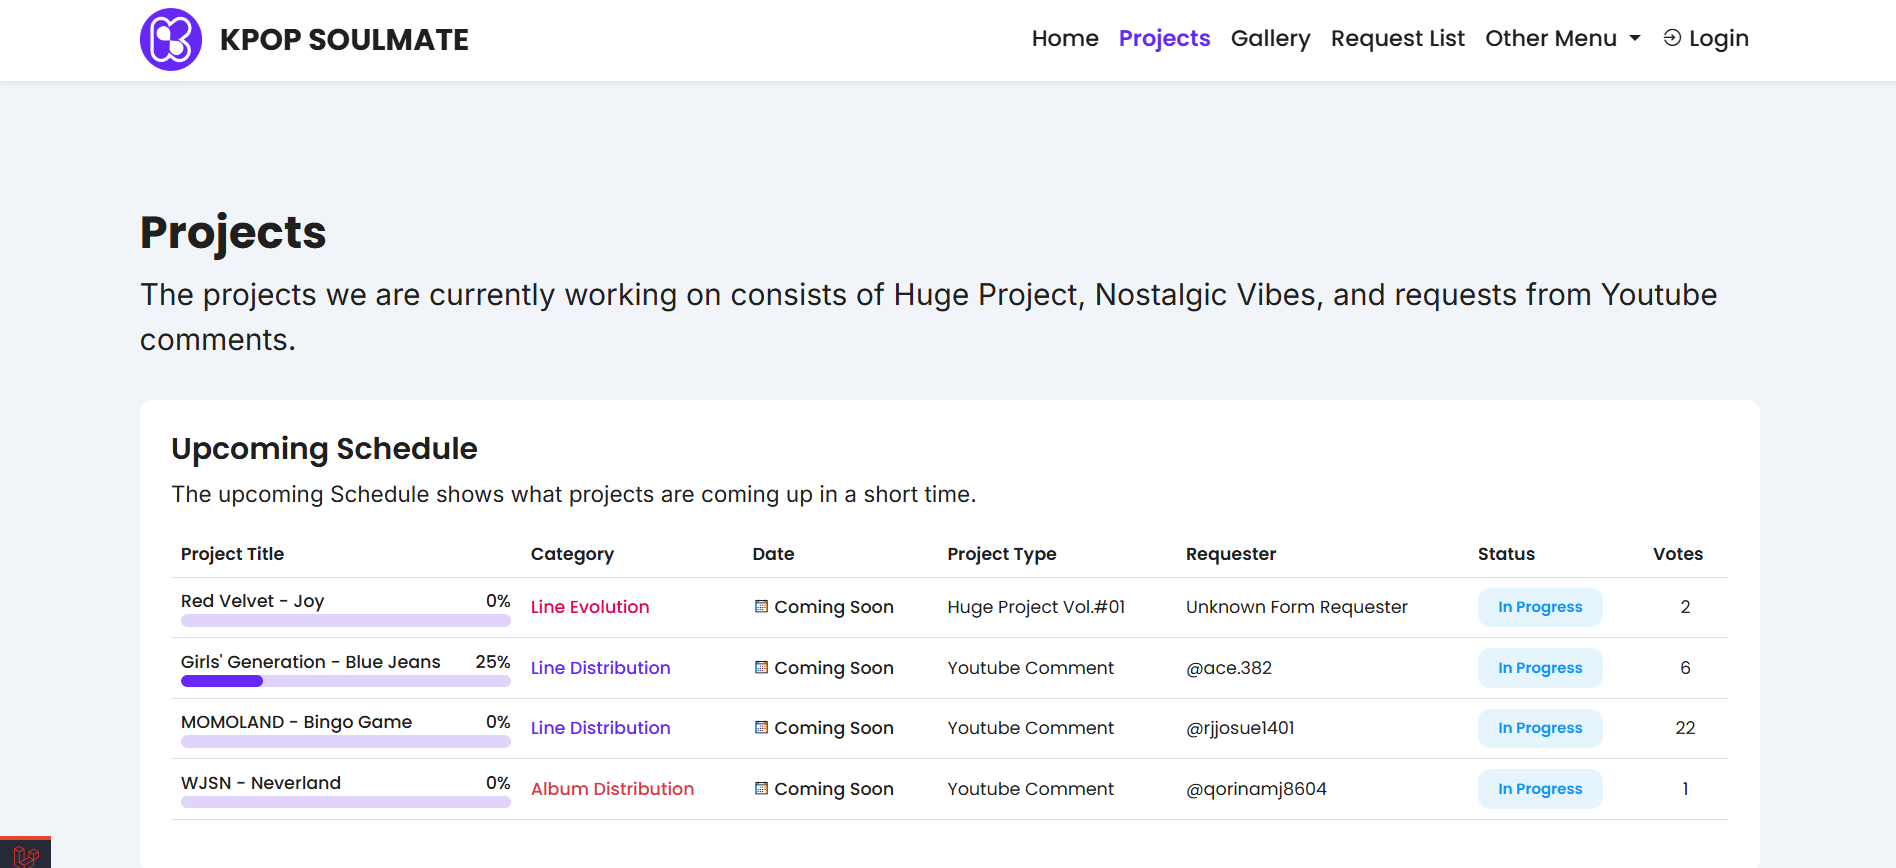 KPOP SOULMATE
Home Projects Gallery Request List Other Menu Login
Projects
The projects we are currently working on consists of Huge Project, Nostalgic Vibes, and requests from Youtube
comments.
Upcoming Schedule
The upcoming Schedule shows what projects are coming up in a short time.
Project Title Category Date Project Type Requester Status Votes
Red Velvet - Joy 0% Line Evolution Coming Soon Huge Project Vol.#01 Unknown Form Requester In Progress 2
Girls' Generation - Blue Jeans 25% Line Distribution Coming Soon Youtube Comment @ace.382 In Progress 6
MOMOLAND - Bingo Game 0% Line Distribution Coming Soon Youtube Comment @rjjosue1401 In Progress 22
WJSN - Neverland 0% Album Distribution Coming Soon Youtube Comment @qorinamj8604 In Progress 1